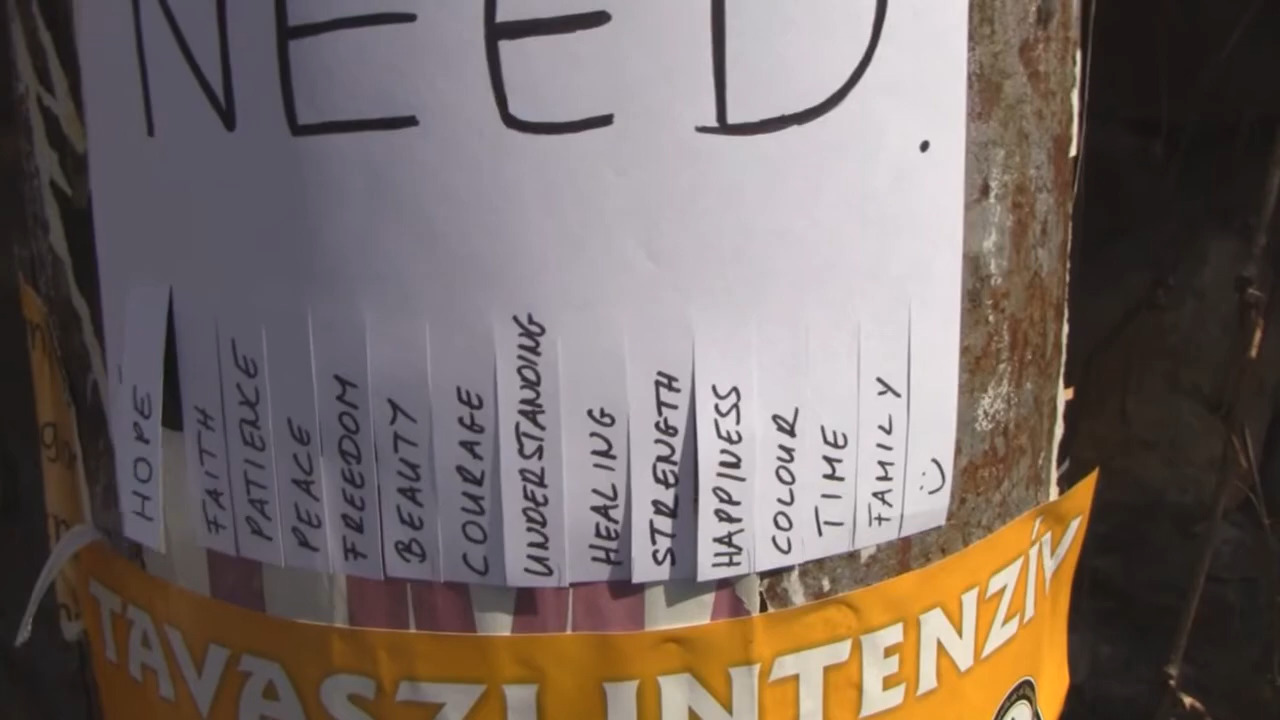 NEED.
HOPE
FAITH
PATIENCE
PEACE
FREEDOM
BEAUTY
COURAGE
UNDERSTANDING
HEALING
STRENGTH
HAPPINESS
COLOUR
TIME
FAMILY
:)
TAVASZI INTENZÍV